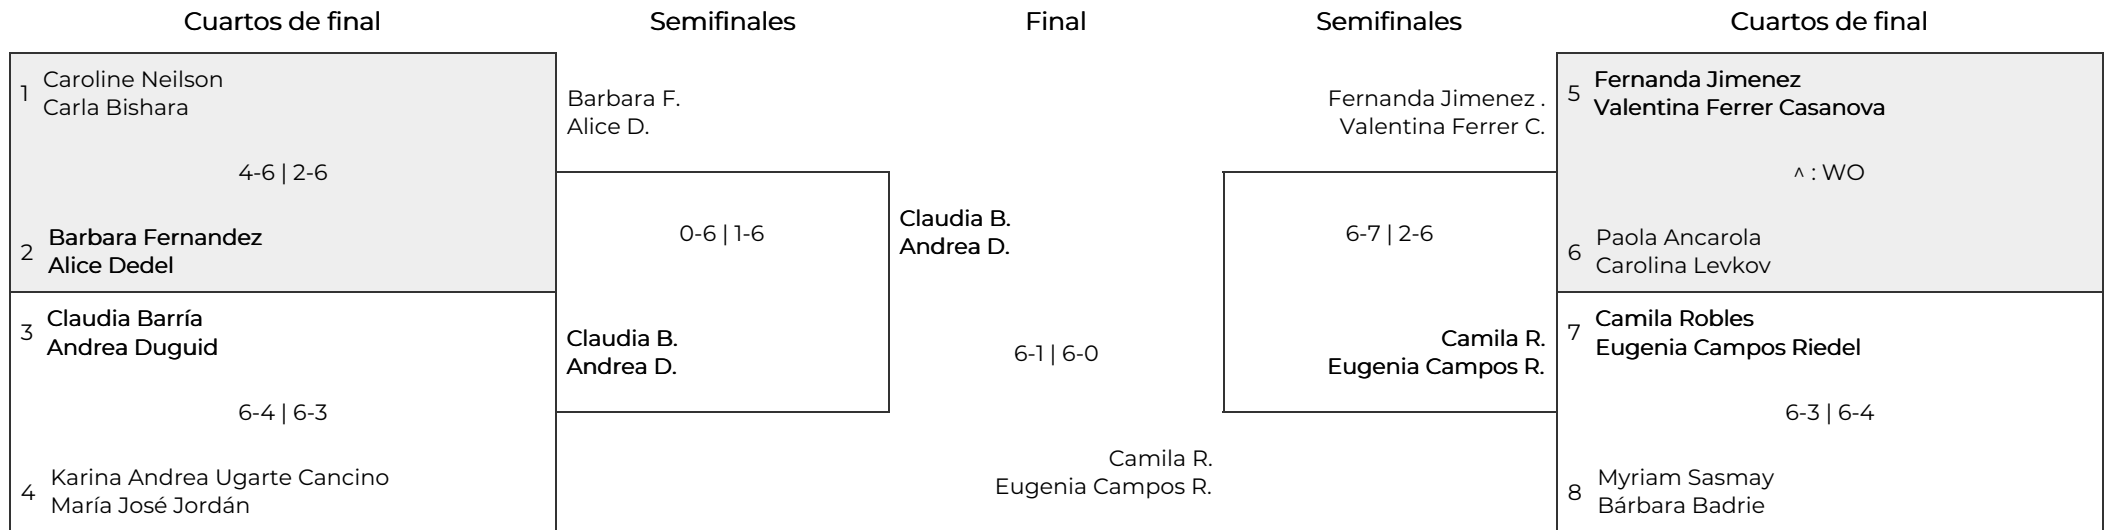 Cuartos de final
Semifinales
Final
Semifinales
Cuartos de final
1
Caroline Neilson
Carla Bishara
4-6 | 2-6
2
Barbara Fernandez
Alice Dedel
3
Claudia Barría
Andrea Duguid
6-4 | 6-3
4
Karina Andrea Ugarte Cancino
María José Jordán
Barbara F.
Alice D.
0-6 | 1-6
Claudia B.
Andrea D.
Claudia B.
Andrea D.
6-1 | 6-0
Camila R.
Eugenia Campos R.
Fernanda Jimenez .
Valentina Ferrer C.
6-7 | 2-6
Camila R.
Eugenia Campos R.
5
Fernanda Jimenez
Valentina Ferrer Casanova
^ : WO
6
Paola Ancarola
Carolina Levkov
7
Camila Robles
Eugenia Campos Riedel
6-3 | 6-4
8
Myriam Sasmay
Bárbara Badrie